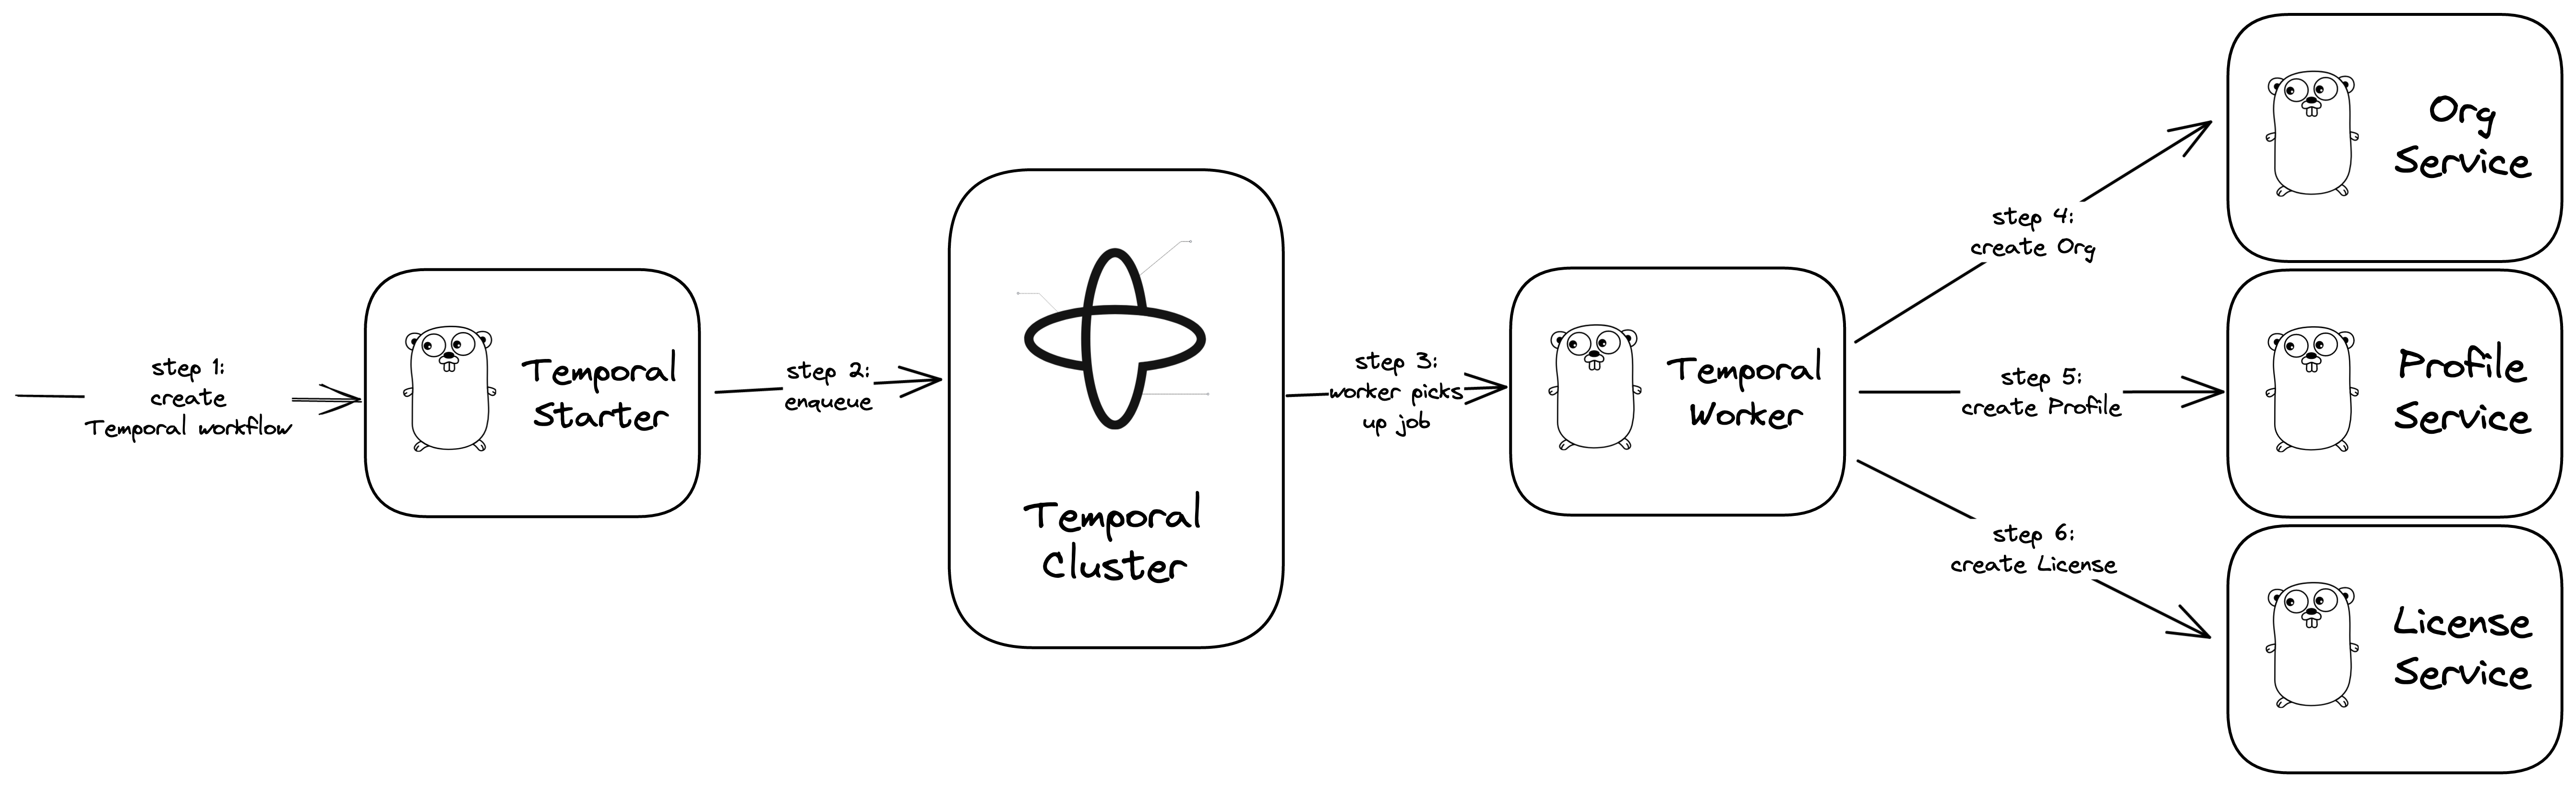 step 1:
create
Temporal workflow
Temporal
Starter
step 2:
enqueue
Temporal
Cluster
step 3:
worker picks
up job
Temporal
Worker
step 4:
create Org
Org
Service
step 5:
create Profile
Profile
Service
step 6:
create License
License
Service